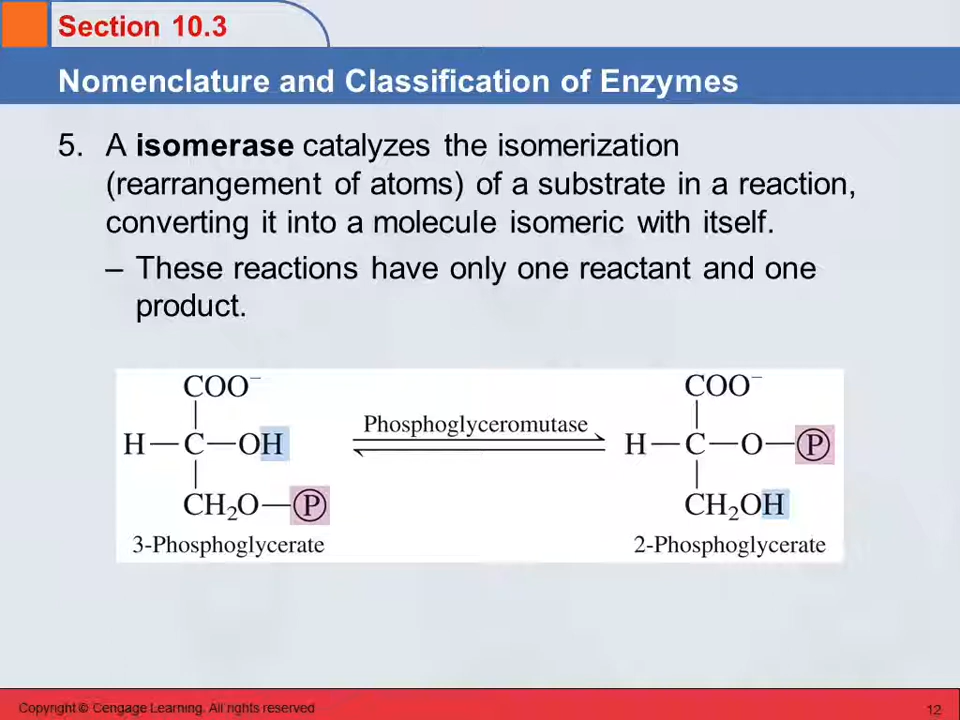 Section 10.3
Nomenclature and Classification of Enzymes
5. A isomerase catalyzes the isomerization
(rearrangement of atoms) of a substrate in a reaction,
converting it into a molecule isomeric with itself.
– These reactions have only one reactant and one
product.
COO⁻
H—C—OH
CH₂O—Ⓟ
3-Phosphoglycerate
Phosphoglyceromutase
COO⁻
H—C—O—Ⓟ
CH₂OH
2-Phosphoglycerate
Copyright © Cengage Learning. All rights reserved
12